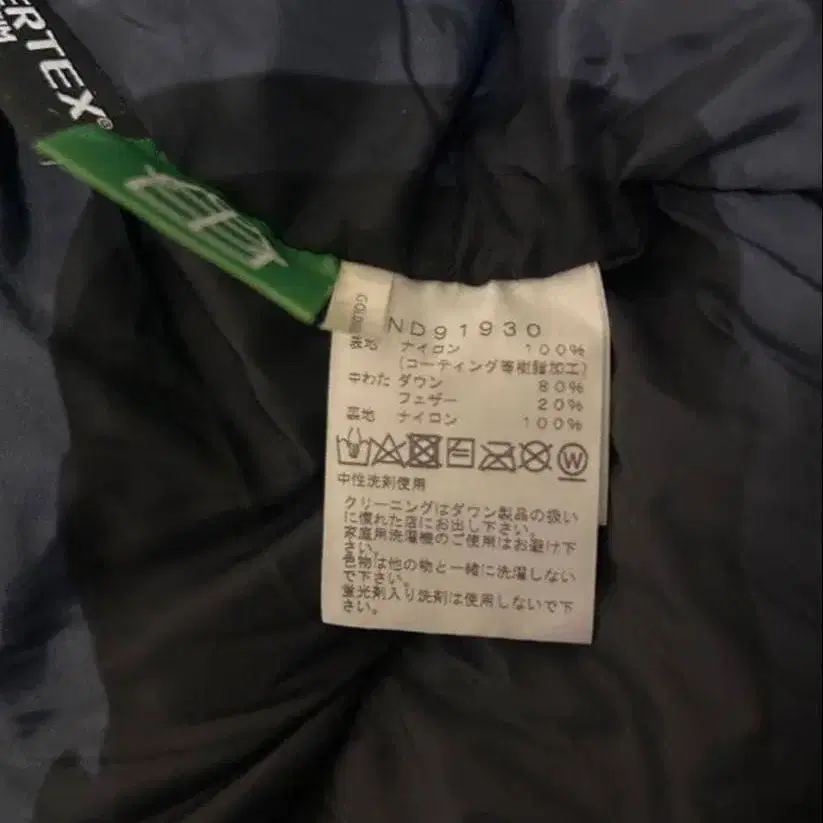 ERTEX®
GOLD
ND91930
表地 ナイロン 100%
(コーティング等樹脂加工)
中わた ダウン 80%
フェザー 20%
裏地 ナイロン 100%
W
中性洗剤使用
クリーニングはダウン製品の扱い
に慣れた店にお出し下さい。
家庭用洗濯機のご使用はお避け下
さい。
色物は他の物と一緒に洗濯しない
で下さい。
蛍光剤入り洗剤は使用しないで下
さい。